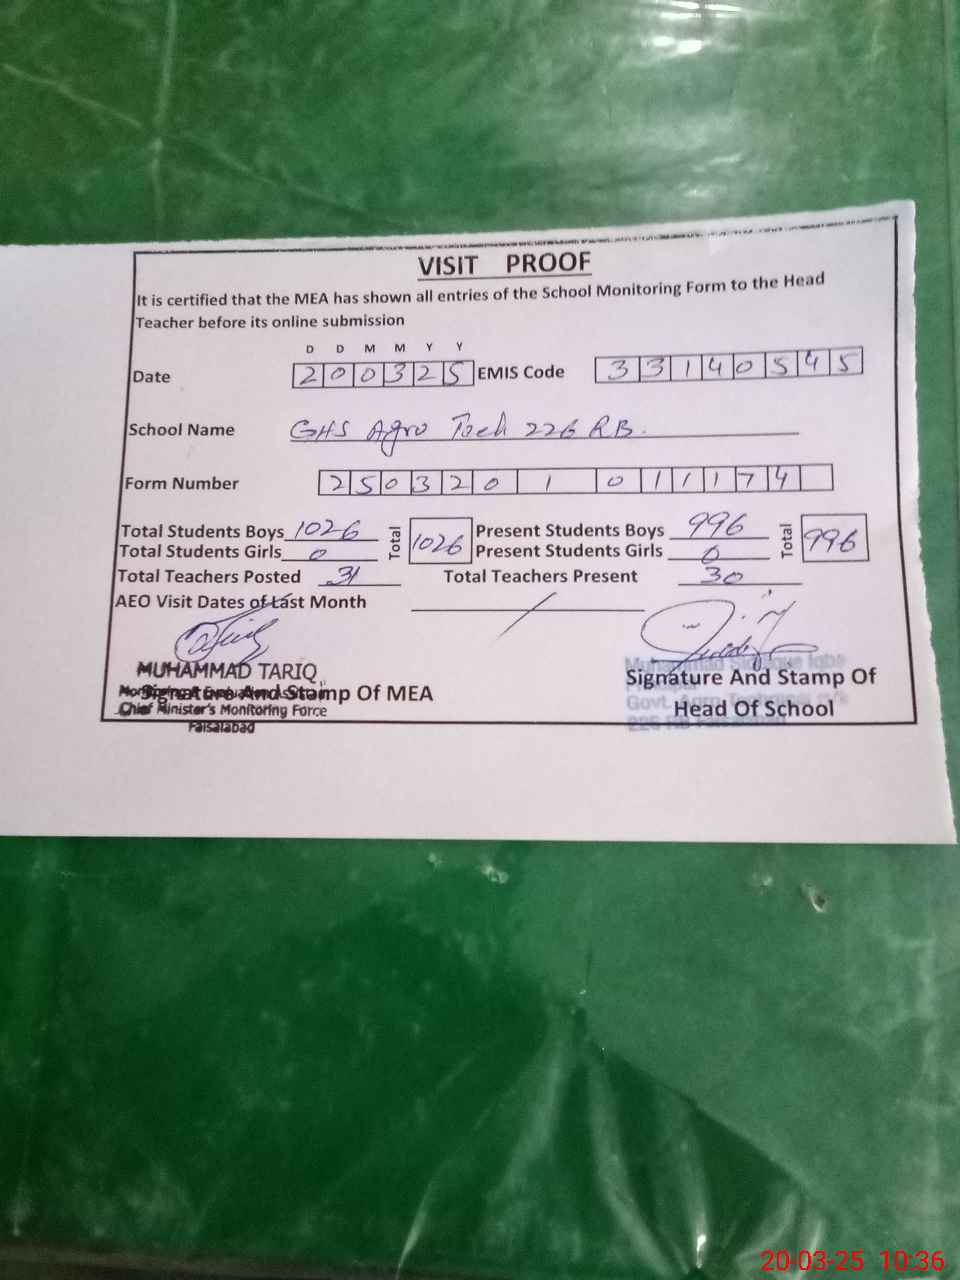 VISIT PROOF
It is certified that the MEA has shown all entries of the School Monitoring Form to the Head
Teacher before its online submission
D D M M Y Y
Date 2 0 0 3 2 5 EMIS Code 3 3 1 4 0 5 4 5
School Name GHS Agro Tech 226 RB.
Form Number 2 5 0 3 2 0 1 0 1 1 1 7 4
Total Students Boys 1026 Total 1026 Present Students Boys 996 Total 996
Total Students Girls 0 Present Students Girls 0
Total Teachers Posted 31 Total Teachers Present 30
AEO Visit Dates of Last Month /
MUHAMMAD TARIQ
Signature And Stamp Of MEA
Chief Minister's Monitoring Force
Faisalabad
Muhammad
Signature And Stamp Of
Govt.
Head Of School
226 RB Faisalabad
20-03-25 10:36